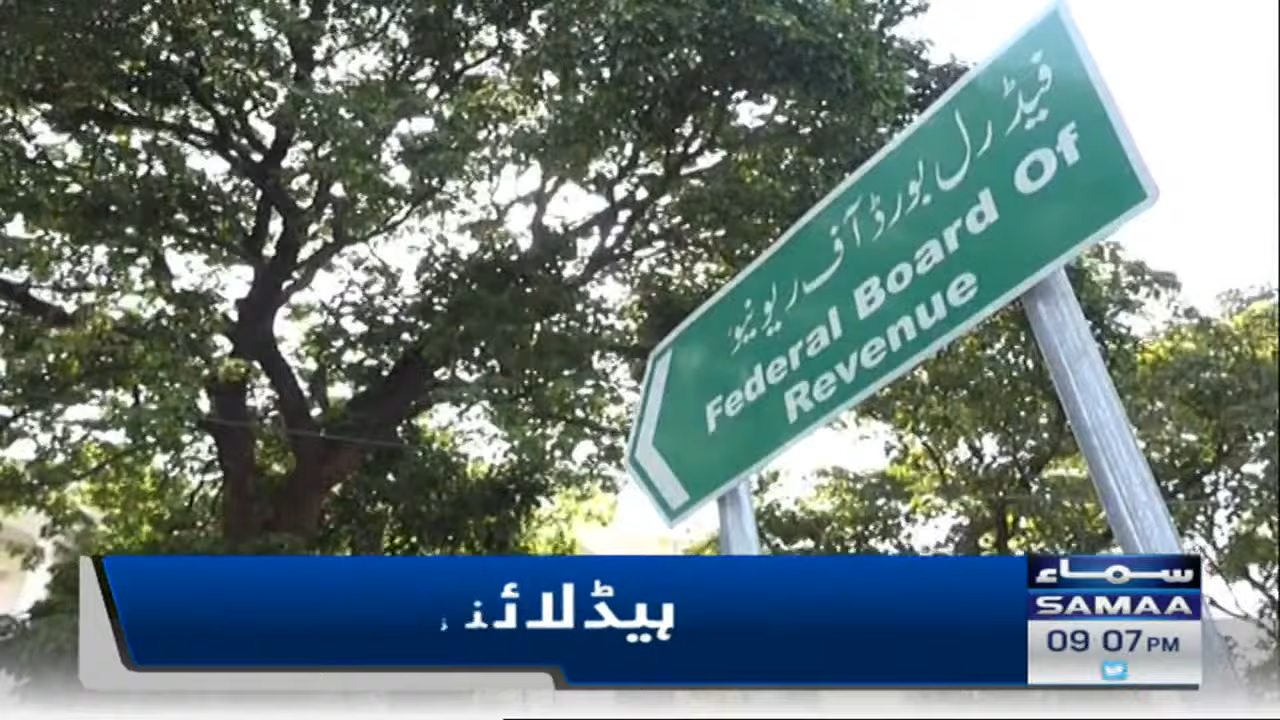 فیڈرل بورڈ آف ریونیو
Federal Board Of
Revenue
ہیڈلائنز
سماء
SAMAA
09 07 PM